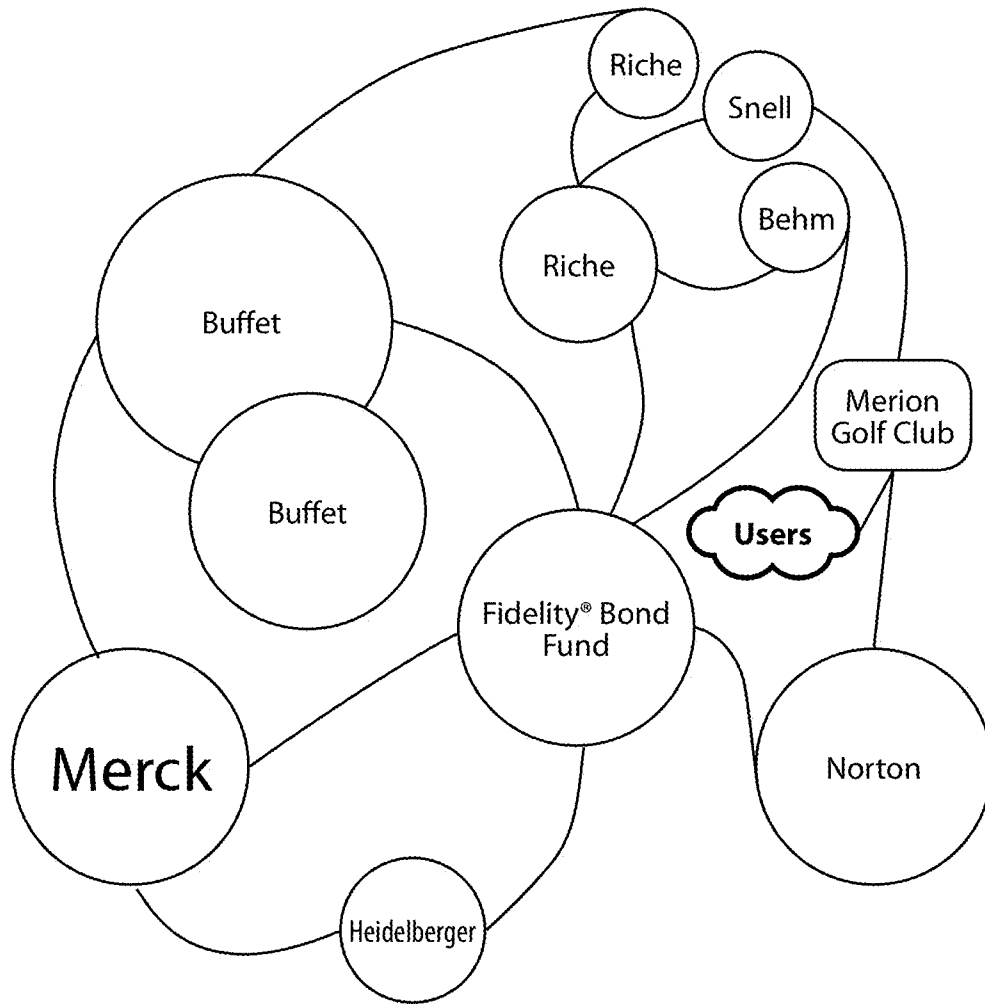 Riche
Snell
Behm
Riche
Buffet
Merion
Golf Club
Buffet
Users
Fidelity® Bond
Fund
Merck
Norton
Heidelberger